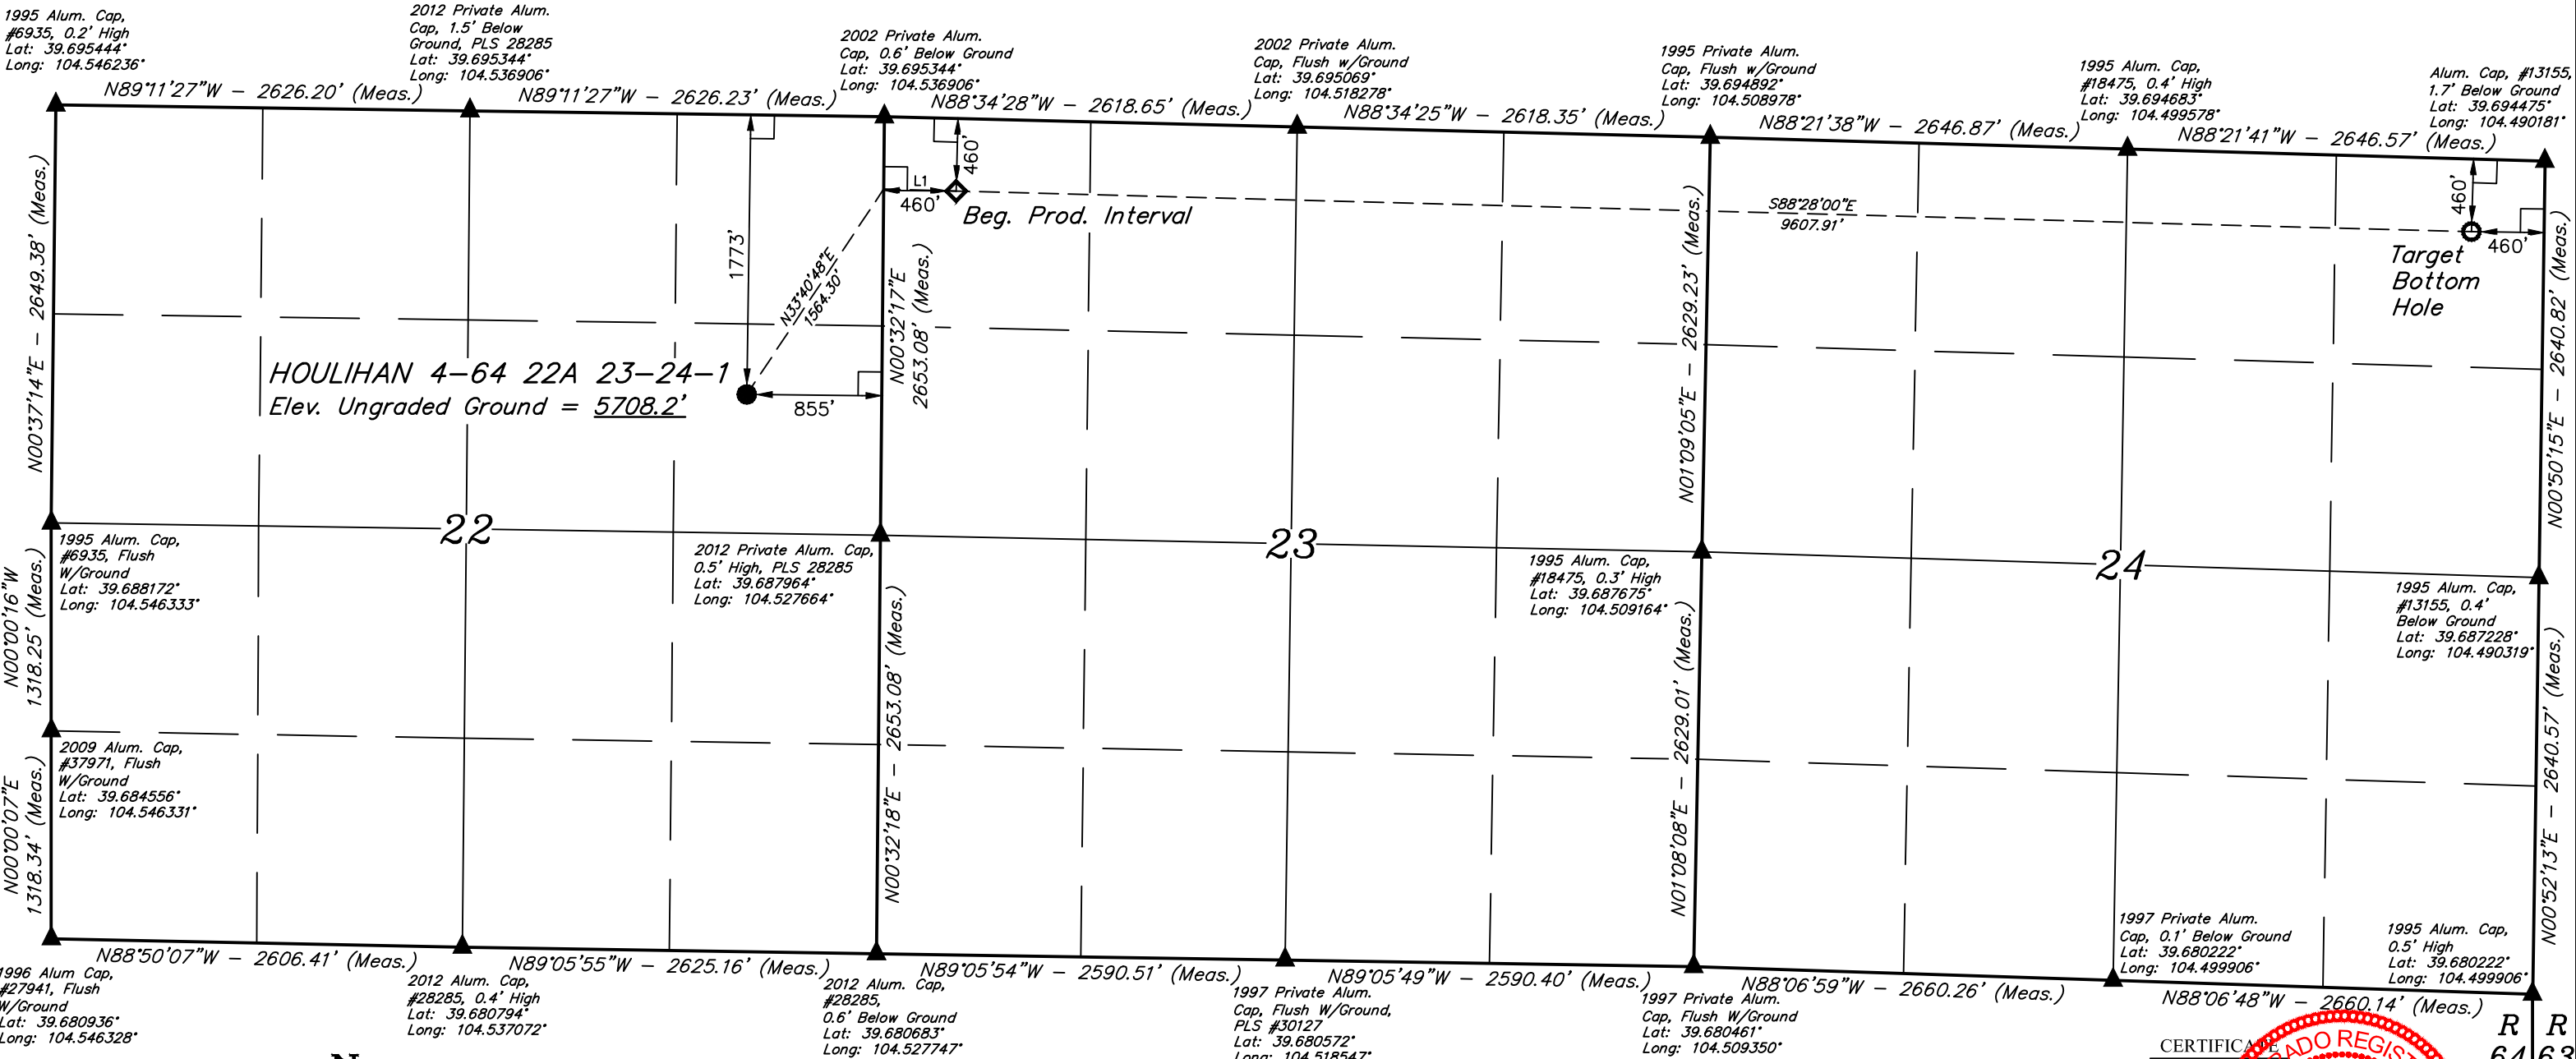 1995 Alum. Cap,
#6935, 0.2' High
Lat: 39.695444°
Long: 104.546236°
2012 Private Alum.
Cap, 1.5' Below
Ground, PLS 28285
Lat: 39.695344°
Long: 104.536906°
2002 Private Alum.
Cap, 0.6' Below Ground
Lat: 39.695344°
Long: 104.536906°
2002 Private Alum.
Cap, Flush w/Ground
Lat: 39.695069°
Long: 104.518278°
1995 Private Alum.
Cap, Flush w/Ground
Lat: 39.694892°
Long: 104.508978°
1995 Alum. Cap,
#18475, 0.4' High
Lat: 39.694683°
Long: 104.499578°
Alum. Cap, #13155,
1.7' Below Ground
Lat: 39.694475°
Long: 104.490181°
N89°11'27"W - 2626.20' (Meas.)
N89°11'27"W - 2626.23' (Meas.)
N88°34'28"W - 2618.65' (Meas.)
N88°34'25"W - 2618.35' (Meas.)
N88°21'38"W - 2646.87' (Meas.)
N88°21'41"W - 2646.57' (Meas.)
N00°37'14"E - 2649.38' (Meas.)
1773'
N33°40'48"E
1564.30'
L1
460'
460'
Beg. Prod. Interval
N00°32'17"E
2653.08' (Meas.)
S88°28'00"E
9607.91'
N01°09'05"E - 2629.23' (Meas.)
460'
460'
Target
Bottom
Hole
N00°50'15"E - 2640.82' (Meas.)
HOULIHAN 4-64 22A 23-24-1
Elev. Ungraded Ground = 5708.2'
855'
22
23
24
1995 Alum. Cap,
#6935, Flush
W/Ground
Lat: 39.688172°
Long: 104.546333°
2012 Private Alum. Cap,
0.5' High, PLS 28285
Lat: 39.687964°
Long: 104.527664°
1995 Alum. Cap,
#18475, 0.3' High
Lat: 39.687675°
Long: 104.509164°
1995 Alum. Cap,
#13155, 0.4'
Below Ground
Lat: 39.687228°
Long: 104.490319°
N00°00'16"W
1318.25' (Meas.)
2009 Alum. Cap,
#37971, Flush
W/Ground
Lat: 39.684556°
Long: 104.546331°
N00°00'07"E
1318.34' (Meas.)
N00°32'18"E - 2653.08' (Meas.)
N01°08'08"E - 2629.01' (Meas.)
N00°52'13"E - 2640.57' (Meas.)
1997 Private Alum.
Cap, 0.1' Below Ground
Lat: 39.680222°
Long: 104.499906°
1995 Alum. Cap,
0.5' High
Lat: 39.680222°
Long: 104.499906°
N88°50'07"W - 2606.41' (Meas.)
N89°05'55"W - 2625.16' (Meas.)
N89°05'54"W - 2590.51' (Meas.)
N89°05'49"W - 2590.40' (Meas.)
N88°06'59"W - 2660.26' (Meas.)
N88°06'48"W - 2660.14' (Meas.)
1996 Alum Cap,
#27941, Flush
W/Ground
Lat: 39.680936°
Long: 104.546328°
2012 Alum. Cap,
#28285, 0.4' High
Lat: 39.680794°
Long: 104.537072°
2012 Alum. Cap,
#28285,
0.6' Below Ground
Lat: 39.680683°
Long: 104.527747°
1997 Private Alum.
Cap, Flush W/Ground,
PLS #30127
Lat: 39.680572°
Long: 104.518547°
1997 Private Alum.
Cap, Flush W/Ground
Lat: 39.680461°
Long: 104.509350°
R R
64 63
N